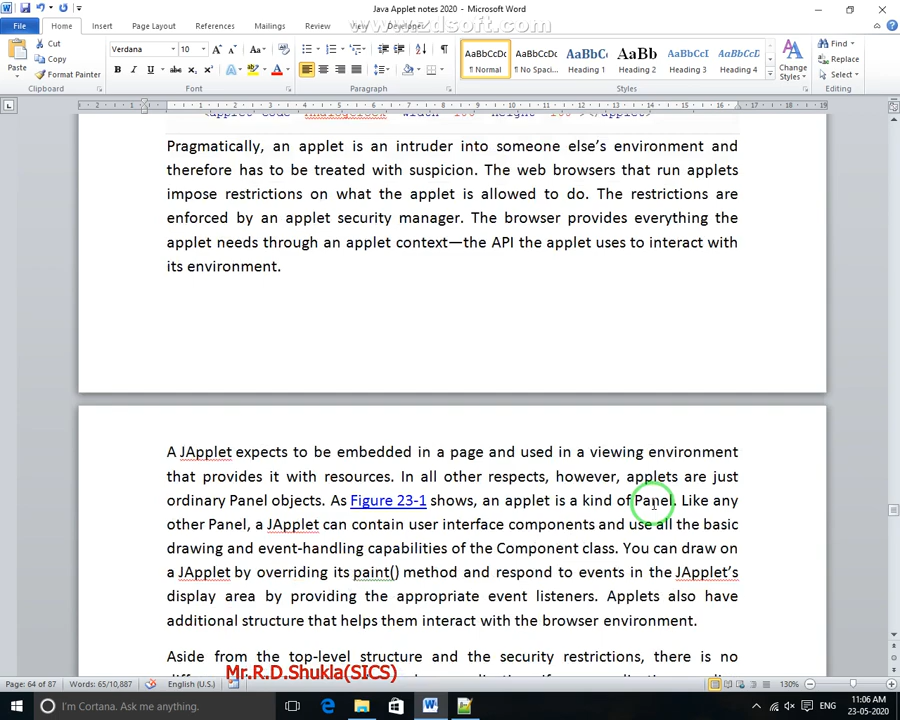 Java Applet notes 2020 - Microsoft Word
www.wzdsoft.com
File Home Insert Page Layout References Mailings Review View Developer
Paste Cut Copy Format Painter Clipboard
Verdana 10 Font
Paragraph
AaBbCcDc AaBbCcDc AaBbCc AaBb AaBbCcI AaBbCcD
¶ Normal ¶ No Spaci... Heading 1 Heading 2 Heading 3 Heading 4 Change Styles Styles
Find Replace Select Editing
Pragmatically, an applet is an intruder into someone else’s environment and
therefore has to be treated with suspicion. The web browsers that run applets
impose restrictions on what the applet is allowed to do. The restrictions are
enforced by an applet security manager. The browser provides everything the
applet needs through an applet context—the API the applet uses to interact with
its environment.
A JApplet expects to be embedded in a page and used in a viewing environment
that provides it with resources. In all other respects, however, applets are just
ordinary Panel objects. As Figure 23-1 shows, an applet is a kind of Panel. Like any
other Panel, a JApplet can contain user interface components and use all the basic
drawing and event-handling capabilities of the Component class. You can draw on
a JApplet by overriding its paint() method and respond to events in the JApplet’s
display area by providing the appropriate event listeners. Applets also have
additional structure that helps them interact with the browser environment.
Aside from the top-level structure and the security restrictions, there is no
Mr.R.D.Shukla(SICS)
Page: 64 of 87 Words: 65/10,887 English (U.S.) 130%
I'm Cortana. Ask me anything. ENG 11:06 AM
23-05-2020